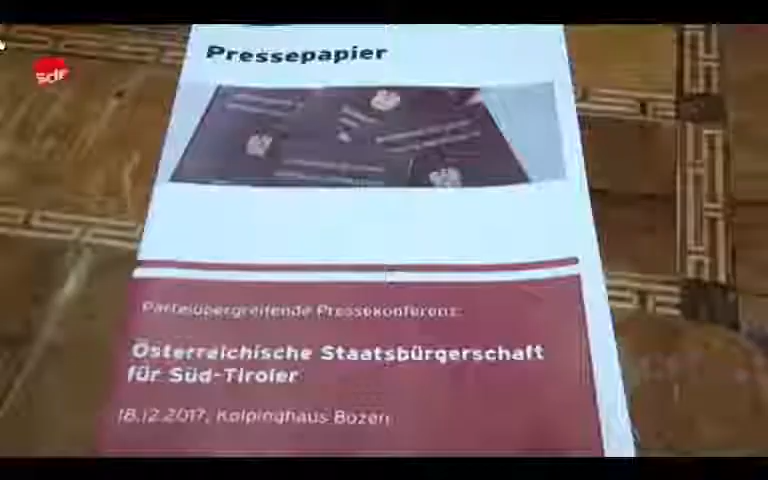 Pressepapier
sdf
Parteiübergreifende Pressekonferenz:
Österreichische Staatsbürgerschaft
für Süd-Tiroler
18.12.2017, Kolpinghaus Bozen